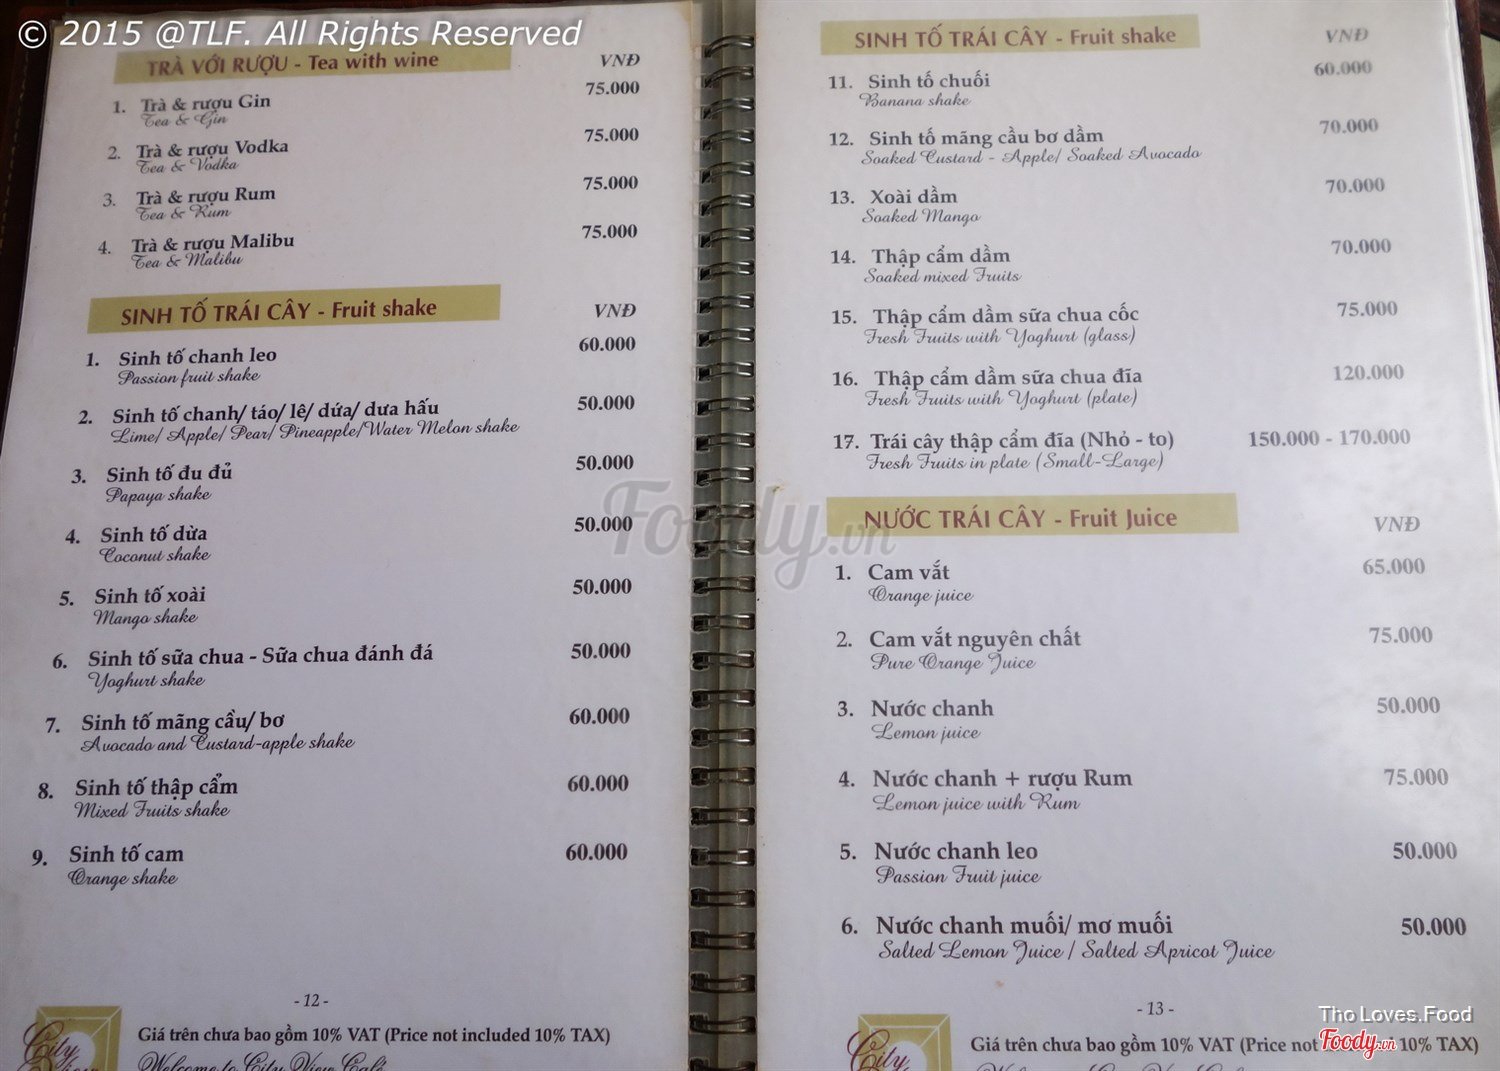 © 2015 @TLF. All Rights Reserved
TRÀ VỚI RƯỢU - Tea with wine VNĐ
1. Trà & rượu Gin 75.000
Tea & Gin
2. Trà & rượu Vodka 75.000
Tea & Vodka
3. Trà & rượu Rum 75.000
Tea & Rum
4. Trà & rượu Malibu 75.000
Tea & Malibu
SINH TỐ TRÁI CÂY - Fruit shake VNĐ
1. Sinh tố chanh leo 60.000
Passion fruit shake
2. Sinh tố chanh/ táo/ lê/ dứa/ dưa hấu 50.000
Lime/ Apple/ Pear/ Pineapple/Water Melon shake
3. Sinh tố đu đủ 50.000
Papaya shake
4. Sinh tố dừa 50.000
Coconut shake
5. Sinh tố xoài 50.000
Mango shake
6. Sinh tố sữa chua - Sữa chua đánh đá 50.000
Yoghurt shake
7. Sinh tố mãng cầu/ bơ 60.000
Avocado and Custard-apple shake
8. Sinh tố thập cẩm 60.000
Mixed Fruits shake
9. Sinh tố cam 60.000
Orange shake
- 12 -
Giá trên chưa bao gồm 10% VAT (Price not included 10% TAX)
City
Welcome to City View Café
SINH TỐ TRÁI CÂY - Fruit shake VNĐ
11. Sinh tố chuối 60.000
Banana shake
12. Sinh tố mãng cầu bơ dầm 70.000
Soaked Custard - Apple/ Soaked Avocado
13. Xoài dầm 70.000
Soaked Mango
14. Thập cẩm dầm 70.000
Soaked mixed Fruits
15. Thập cẩm dầm sữa chua cốc 75.000
Fresh Fruits with Yoghurt (glass)
16. Thập cẩm dầm sữa chua đĩa 120.000
Fresh Fruits with Yoghurt (plate)
17. Trái cây thập cẩm đĩa (Nhỏ - to) 150.000 - 170.000
Fresh Fruits in plate (Small-Large)
Foody.vn
NƯỚC TRÁI CÂY - Fruit Juice VNĐ
1. Cam vắt 65.000
Orange juice
2. Cam vắt nguyên chất 75.000
Pure Orange Juice
3. Nước chanh 50.000
Lemon juice
4. Nước chanh + rượu Rum 75.000
Lemon juice with Rum
5. Nước chanh leo 50.000
Passion Fruit juice
6. Nước chanh muối/ mơ muối 50.000
Salted Lemon Juice / Salted Apricot Juice
- 13 -
Tho Loves.Food
Foody.vn
Giá trên chưa bao gồm 10% VAT (Price not 10% TAX)
City